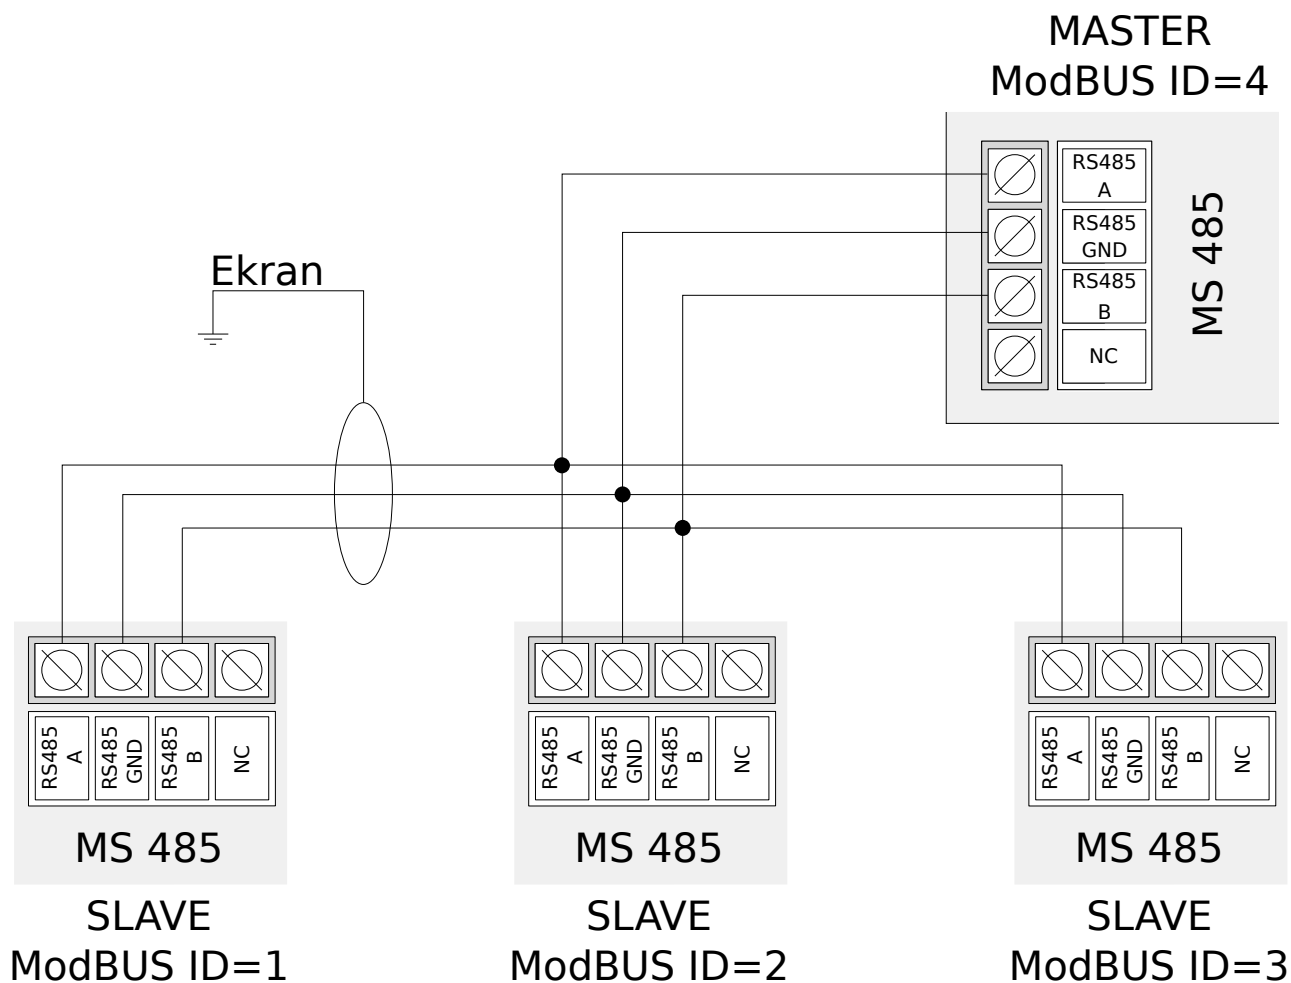 MASTER
ModBUS ID=4
RS485
A
RS485
GND
RS485
B
NC
MS 485
Ekran
RS485
A
RS485
GND
RS485
B
NC
MS 485
SLAVE
ModBUS ID=1
RS485
A
RS485
GND
RS485
B
NC
MS 485
SLAVE
ModBUS ID=2
RS485
A
RS485
GND
RS485
B
NC
MS 485
SLAVE
ModBUS ID=3